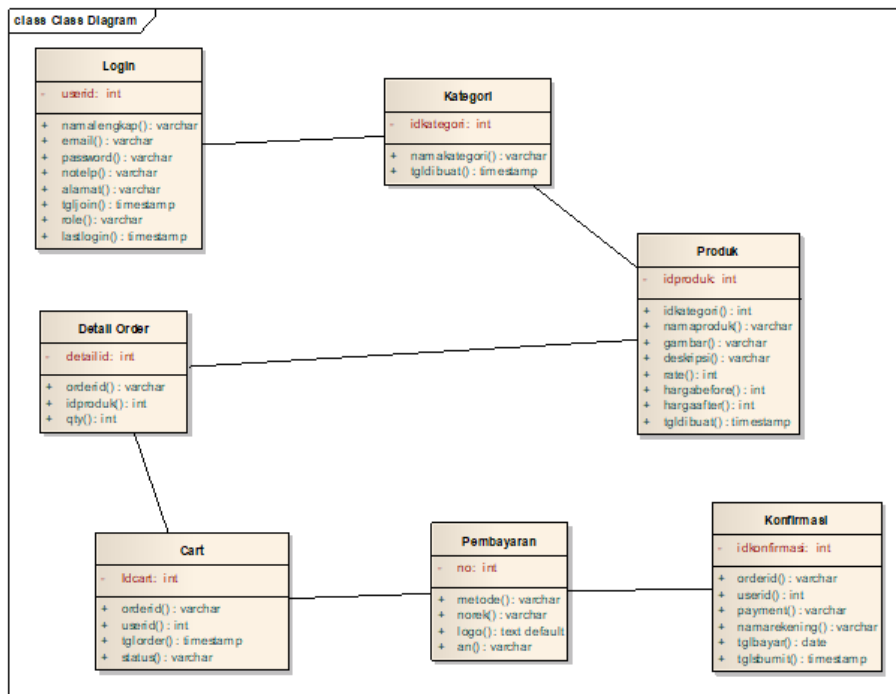 class Class Diagram
Login
- userid: int
+ namalengkap() : varchar
+ email() : varchar
+ password() : varchar
+ notelp() : varchar
+ alamat() : varchar
+ tgljoin() : timestamp
+ role() : varchar
+ lastlogin() : timestamp
Kategori
- idkategori: int
+ namakategori() : varchar
+ tgldibuat() : timestamp
Produk
- idproduk: int
+ idkategori() : int
+ namaproduk() : varchar
+ gambar() : varchar
+ deskripsi() : varchar
+ rate() : int
+ hargabefore() : int
+ hargaafter() : int
+ tgldibuat() : timestamp
Detail Order
- detailid: int
+ orderid() : varchar
+ idproduk() : int
+ qty() : int
Cart
- Idcart: int
+ orderid() : varchar
+ userid() : int
+ tglorder() : timestamp
+ status() : varchar
Pembayaran
- no: int
+ metode() : varchar
+ norek() : varchar
+ logo() : text default
+ an() : varchar
Konfirmasi
- idkonfirmasi: int
+ orderid() : varchar
+ userid() : int
+ payment() : varchar
+ namarekening() : varchar
+ tglbayar() : date
+ tglsbumit() : timestamp